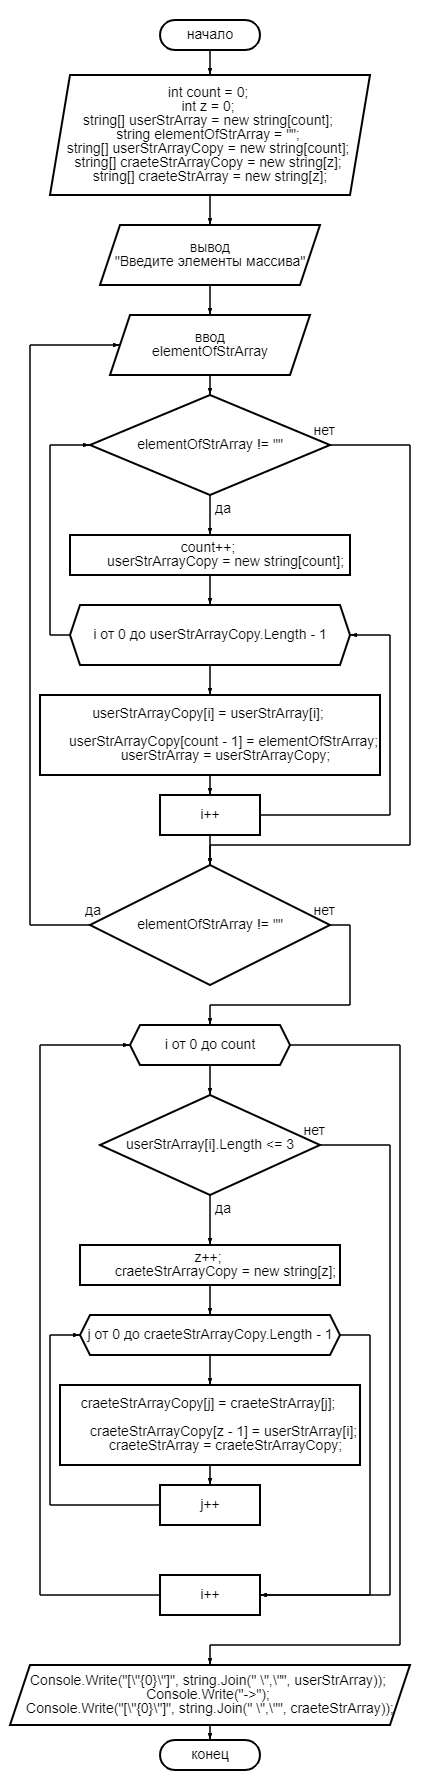 начало
int count = 0;
int z = 0;
string[] userStrArray = new string[count];
string elementOfStrArray = "";
string[] userStrArrayCopy = new string[count];
string[] craeteStrArrayCopy = new string[z];
string[] craeteStrArray = new string[z];
вывод
"Введите элементы массива"
ввод
elementOfStrArray
нет
elementOfStrArray != ""
да
count++;
userStrArrayCopy = new string[count];
i от 0 до userStrArrayCopy.Length - 1
userStrArrayCopy[i] = userStrArray[i];
userStrArrayCopy[count - 1] = elementOfStrArray;
userStrArray = userStrArrayCopy;
i++
да
нет
elementOfStrArray != ""
i от 0 до count
нет
userStrArray[i].Length <= 3
да
z++;
craeteStrArrayCopy = new string[z];
j от 0 до craeteStrArrayCopy.Length - 1
craeteStrArrayCopy[j] = craeteStrArray[j];
craeteStrArrayCopy[z - 1] = userStrArray[i];
craeteStrArray = craeteStrArrayCopy;
j++
i++
Console.Write("[\"{0}\"]", string.Join(" \",\"", userStrArray));
Console.Write("->");
Console.Write("[\"{0}\"]", string.Join(" \",\"", craeteStrArray));
конец